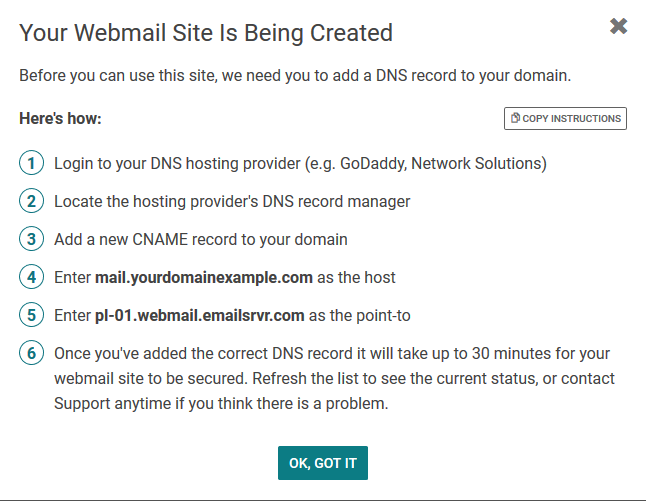 Your Webmail Site Is Being Created
Before you can use this site, we need you to add a DNS record to your domain.
Here's how:
COPY INSTRUCTIONS
1 Login to your DNS hosting provider (e.g. GoDaddy, Network Solutions)
2 Locate the hosting provider's DNS record manager
3 Add a new CNAME record to your domain
4 Enter mail.yourdomainexample.com as the host
5 Enter pl-01.webmail.emailsrvr.com as the point-to
6 Once you've added the correct DNS record it will take up to 30 minutes for your
webmail site to be secured. Refresh the list to see the current status, or contact
Support anytime if you think there is a problem.
OK, GOT IT